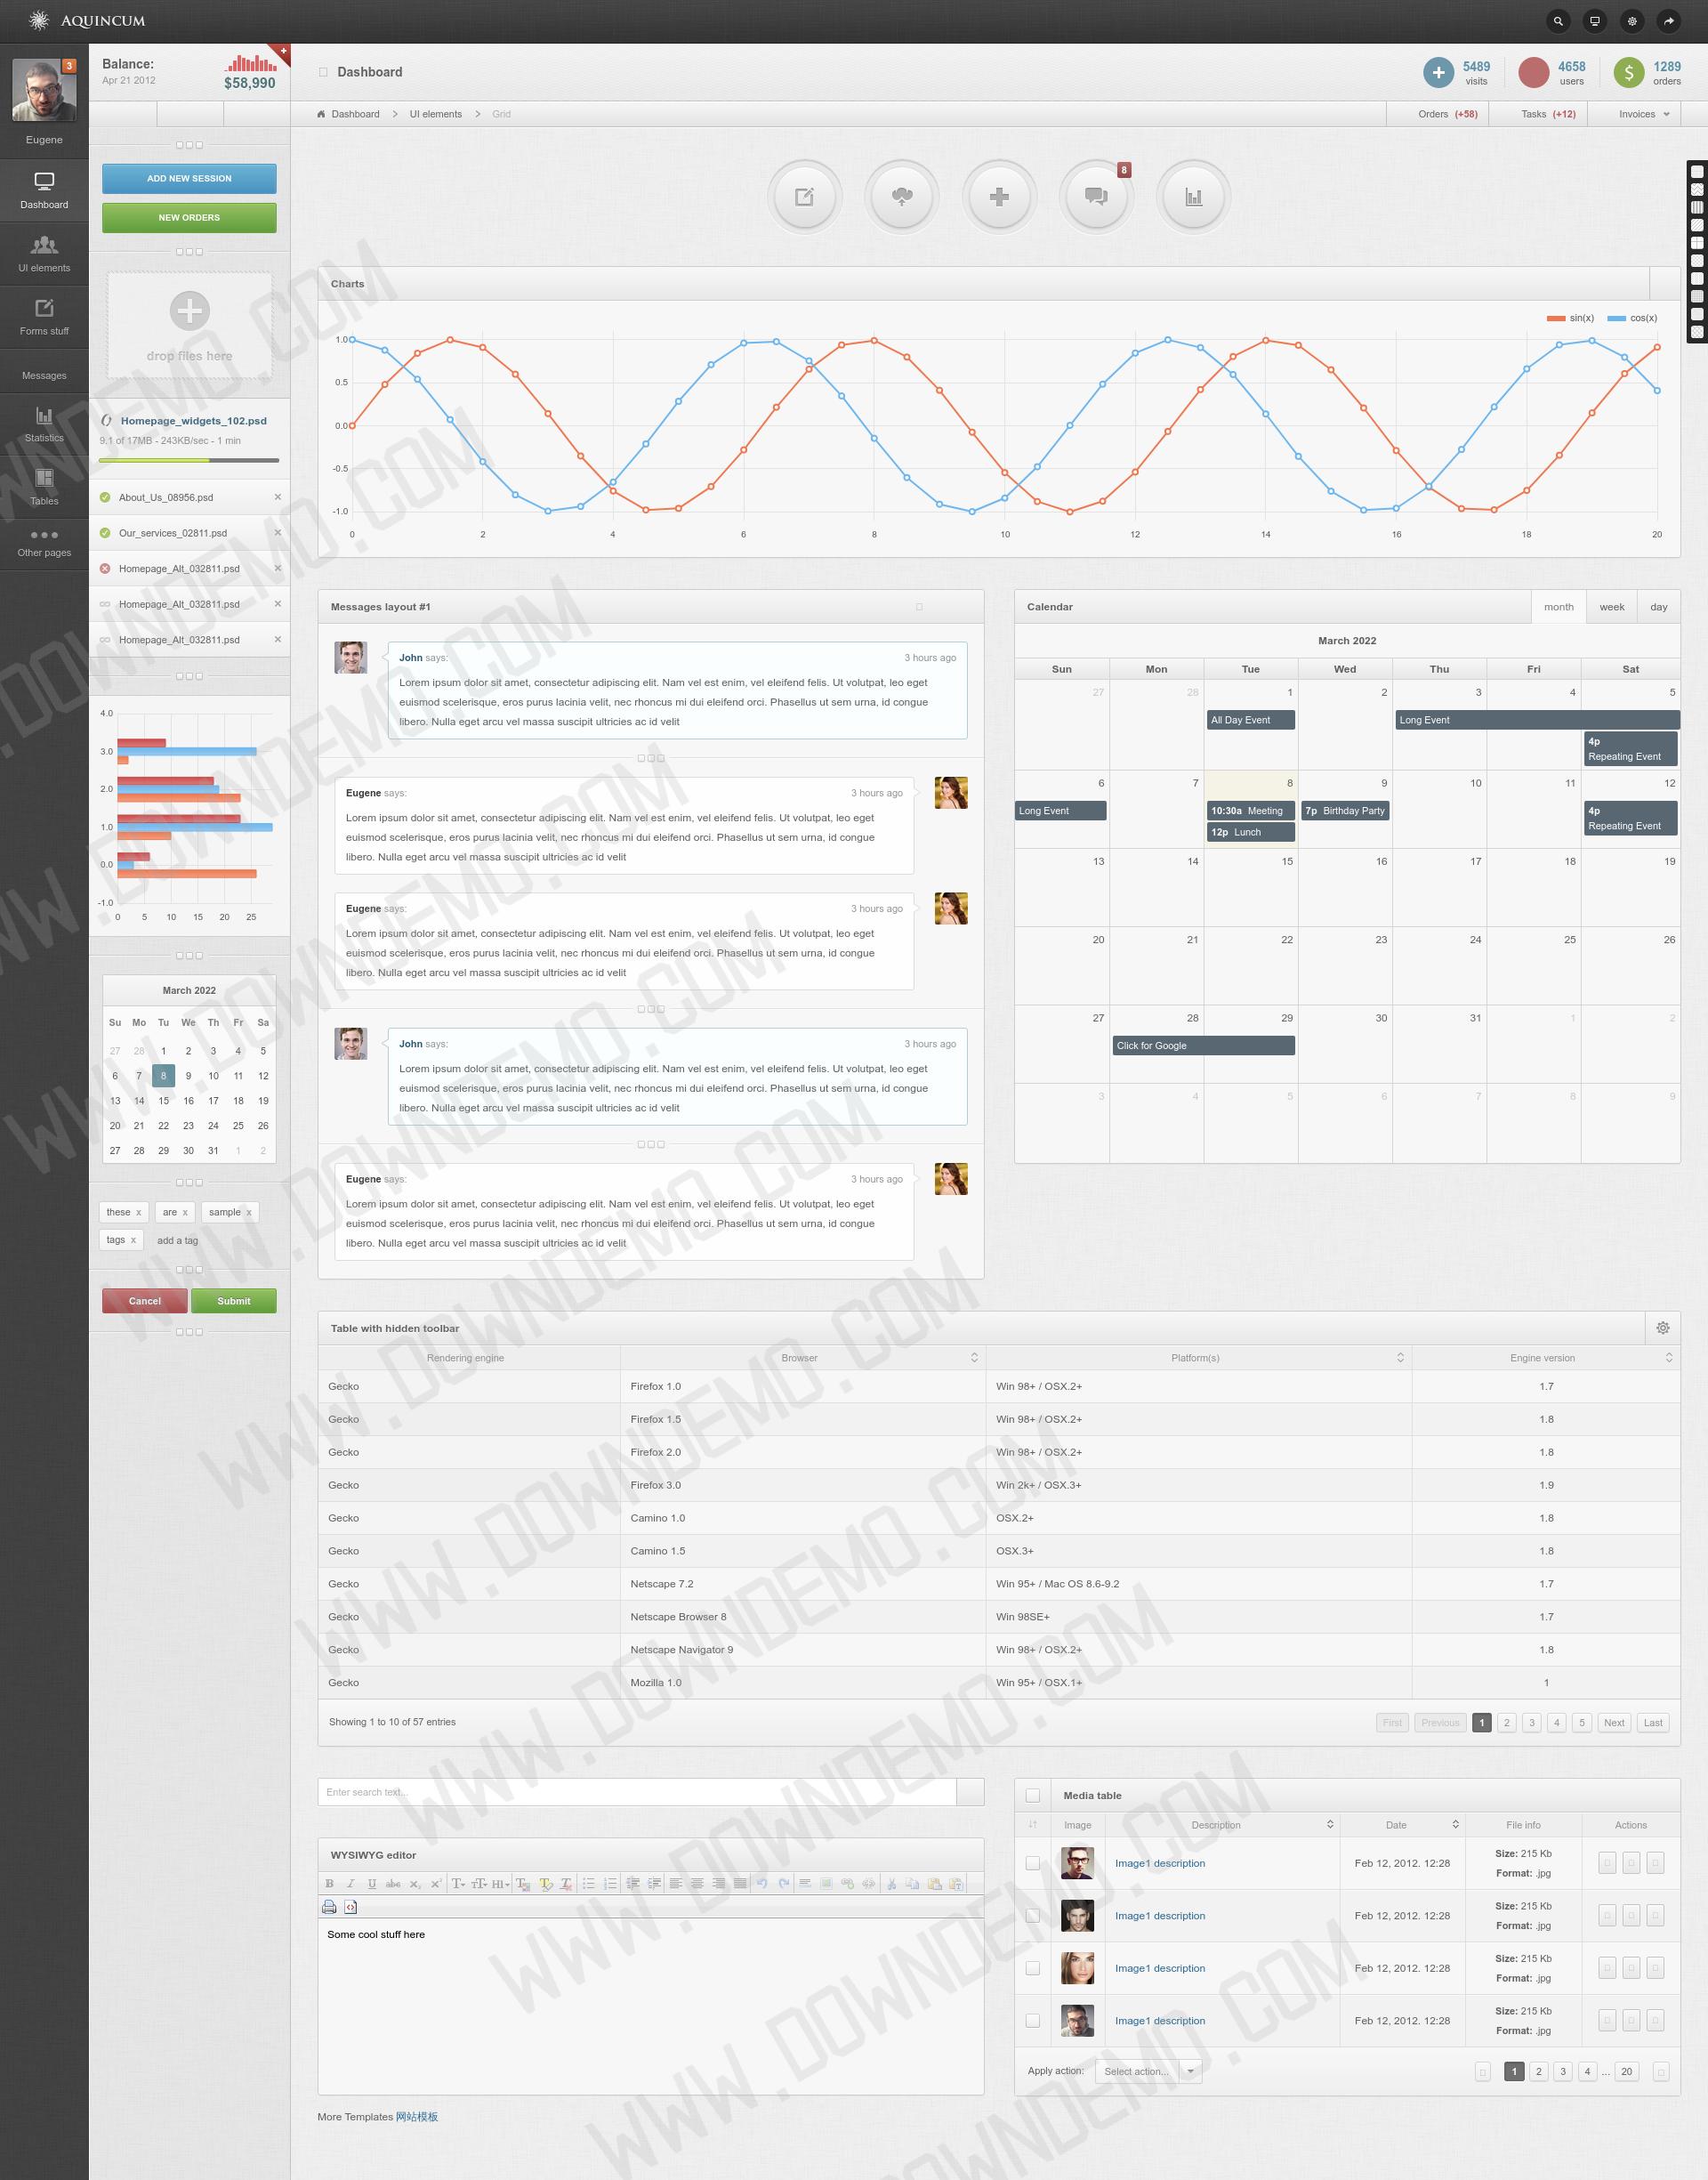 AQUINCUM
3
Eugene
Dashboard
UI elements
Forms stuff
Messages
Statistics
Tables
Other pages
Balance:
Apr 21 2012
$58,990
ADD NEW SESSION
NEW ORDERS
drop files here
Homepage_widgets_102.psd
9.1 of 17MB - 243KB/sec - 1 min
About_Us_08956.psd
Our_services_02811.psd
Homepage_Alt_032811.psd
Homepage_Alt_032811.psd
Homepage_Alt_032811.psd
4.0
3.0
2.0
1.0
0.0
-1.0
0 5 10 15 20 25
March 2022
Su Mo Tu We Th Fr Sa
27 28 1 2 3 4 5
6 7 8 9 10 11 12
13 14 15 16 17 18 19
20 21 22 23 24 25 26
27 28 29 30 31 1 2
these x are x sample x
tags x add a tag
Cancel Submit
Dashboard
5489 visits
4658 users
1289 orders
Dashboard > UI elements > Grid
Orders (+58) Tasks (+12) Invoices
8
Charts
sin(x) cos(x)
1.0
0.5
0.0
-0.5
-1.0
0 2 4 6 8 10 12 14 16 18 20
Messages layout #1
John says: 3 hours ago
Lorem ipsum dolor sit amet, consectetur adipiscing elit. Nam vel est enim, vel eleifend felis. Ut volutpat, leo eget
euismod scelerisque, eros purus lacinia velit, nec rhoncus mi dui eleifend orci. Phasellus ut sem urna, id congue
libero. Nulla eget arcu vel massa suscipit ultricies ac id velit
Eugene says: 3 hours ago
Lorem ipsum dolor sit amet, consectetur adipiscing elit. Nam vel est enim, vel eleifend felis. Ut volutpat, leo eget
euismod scelerisque, eros purus lacinia velit, nec rhoncus mi dui eleifend orci. Phasellus ut sem urna, id congue
libero. Nulla eget arcu vel massa suscipit ultricies ac id velit
Eugene says: 3 hours ago
Lorem ipsum dolor sit amet, consectetur adipiscing elit. Nam vel est enim, vel eleifend felis. Ut volutpat, leo eget
euismod scelerisque, eros purus lacinia velit, nec rhoncus mi dui eleifend orci. Phasellus ut sem urna, id congue
libero. Nulla eget arcu vel massa suscipit ultricies ac id velit
John says: 3 hours ago
Lorem ipsum dolor sit amet, consectetur adipiscing elit. Nam vel est enim, vel eleifend felis. Ut volutpat, leo eget
euismod scelerisque, eros purus lacinia velit, nec rhoncus mi dui eleifend orci. Phasellus ut sem urna, id congue
libero. Nulla eget arcu vel massa suscipit ultricies ac id velit
Eugene says: 3 hours ago
Lorem ipsum dolor sit amet, consectetur adipiscing elit. Nam vel est enim, vel eleifend felis. Ut volutpat, leo eget
euismod scelerisque, eros purus lacinia velit, nec rhoncus mi dui eleifend orci. Phasellus ut sem urna, id congue
libero. Nulla eget arcu vel massa suscipit ultricies ac id velit
Calendar month week day
March 2022
Sun Mon Tue Wed Thu Fri Sat
27 28 1 2 3 4 5
All Day Event Long Event
4p
Repeating Event
6 7 8 9 10 11 12
Long Event 10:30a Meeting 7p Birthday Party 4p
12p Lunch Repeating Event
13 14 15 16 17 18 19
20 21 22 23 24 25 26
27 28 29 30 31 1 2
Click for Google
3 4 5 6 7 8 9
Table with hidden toolbar
Rendering engine Browser Platform(s) Engine version
Gecko Firefox 1.0 Win 98+ / OSX.2+ 1.7
Gecko Firefox 1.5 Win 98+ / OSX.2+ 1.8
Gecko Firefox 2.0 Win 98+ / OSX.2+ 1.8
Gecko Firefox 3.0 Win 2k+ / OSX.3+ 1.9
Gecko Camino 1.0 OSX.2+ 1.8
Gecko Camino 1.5 OSX.3+ 1.8
Gecko Netscape 7.2 Win 95+ / Mac OS 8.6-9.2 1.7
Gecko Netscape Browser 8 Win 98SE+ 1.7
Gecko Netscape Navigator 9 Win 98+ / OSX.2+ 1.8
Gecko Mozilla 1.0 Win 95+ / OSX.1+ 1
Showing 1 to 10 of 57 entries First Previous 1 2 3 4 5 Next Last
Enter search text...
WYSIWYG editor
Some cool stuff here
Media table
Image Description Date File info Actions
Image1 description Feb 12, 2012. 12:28 Size: 215 Kb
Format: .jpg
Image1 description Feb 12, 2012. 12:28 Size: 215 Kb
Format: .jpg
Image1 description Feb 12, 2012. 12:28 Size: 215 Kb
Format: .jpg
Image1 description Feb 12, 2012. 12:28 Size: 215 Kb
Format: .jpg
Apply action: Select action... 1 2 3 4 ... 20
More Templates 网站模板
WWW.DOWNDEMO.COM